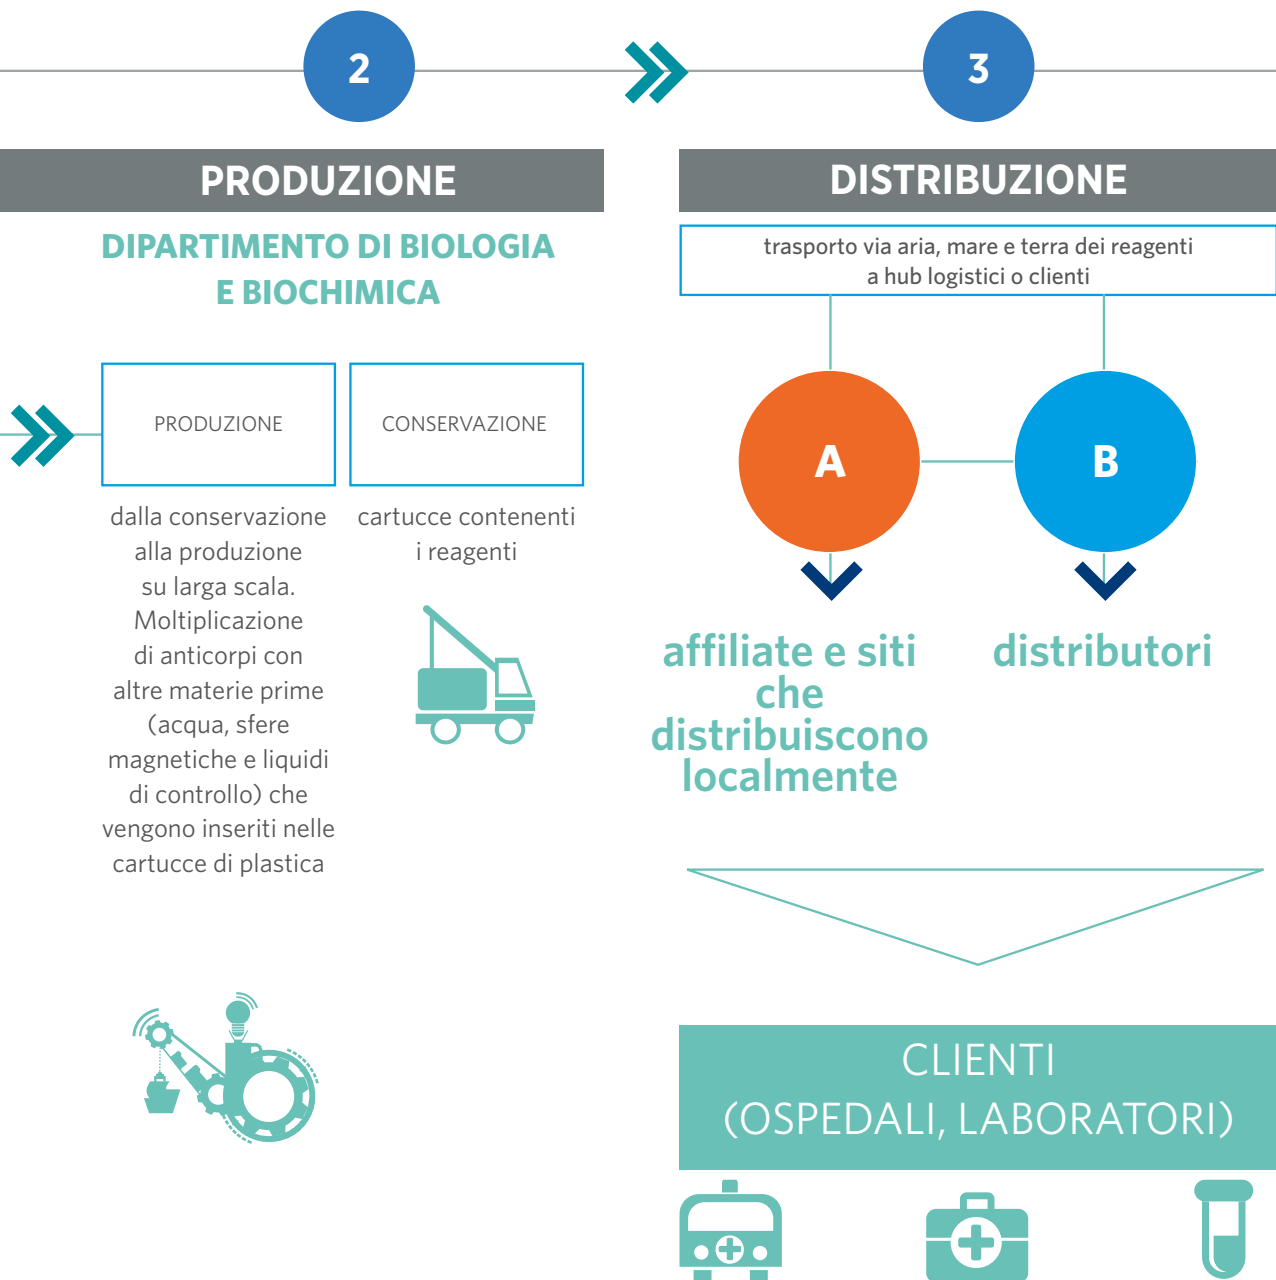 2
PRODUZIONE
DIPARTIMENTO DI BIOLOGIA
E BIOCHIMICA
PRODUZIONE
dalla conservazione
alla produzione
su larga scala.
Moltiplicazione
di anticorpi con
altre materie prime
(acqua, sfere
magnetiche e liquidi
di controllo) che
vengono inseriti nelle
cartucce di plastica
CONSERVAZIONE
cartucce contenenti
i reagenti
3
DISTRIBUZIONE
trasporto via aria, mare e terra dei reagenti
a hub logistici o clienti
A
affiliate e siti
che
distribuiscono
localmente
B
distributori
CLIENTI
(OSPEDALI, LABORATORI)